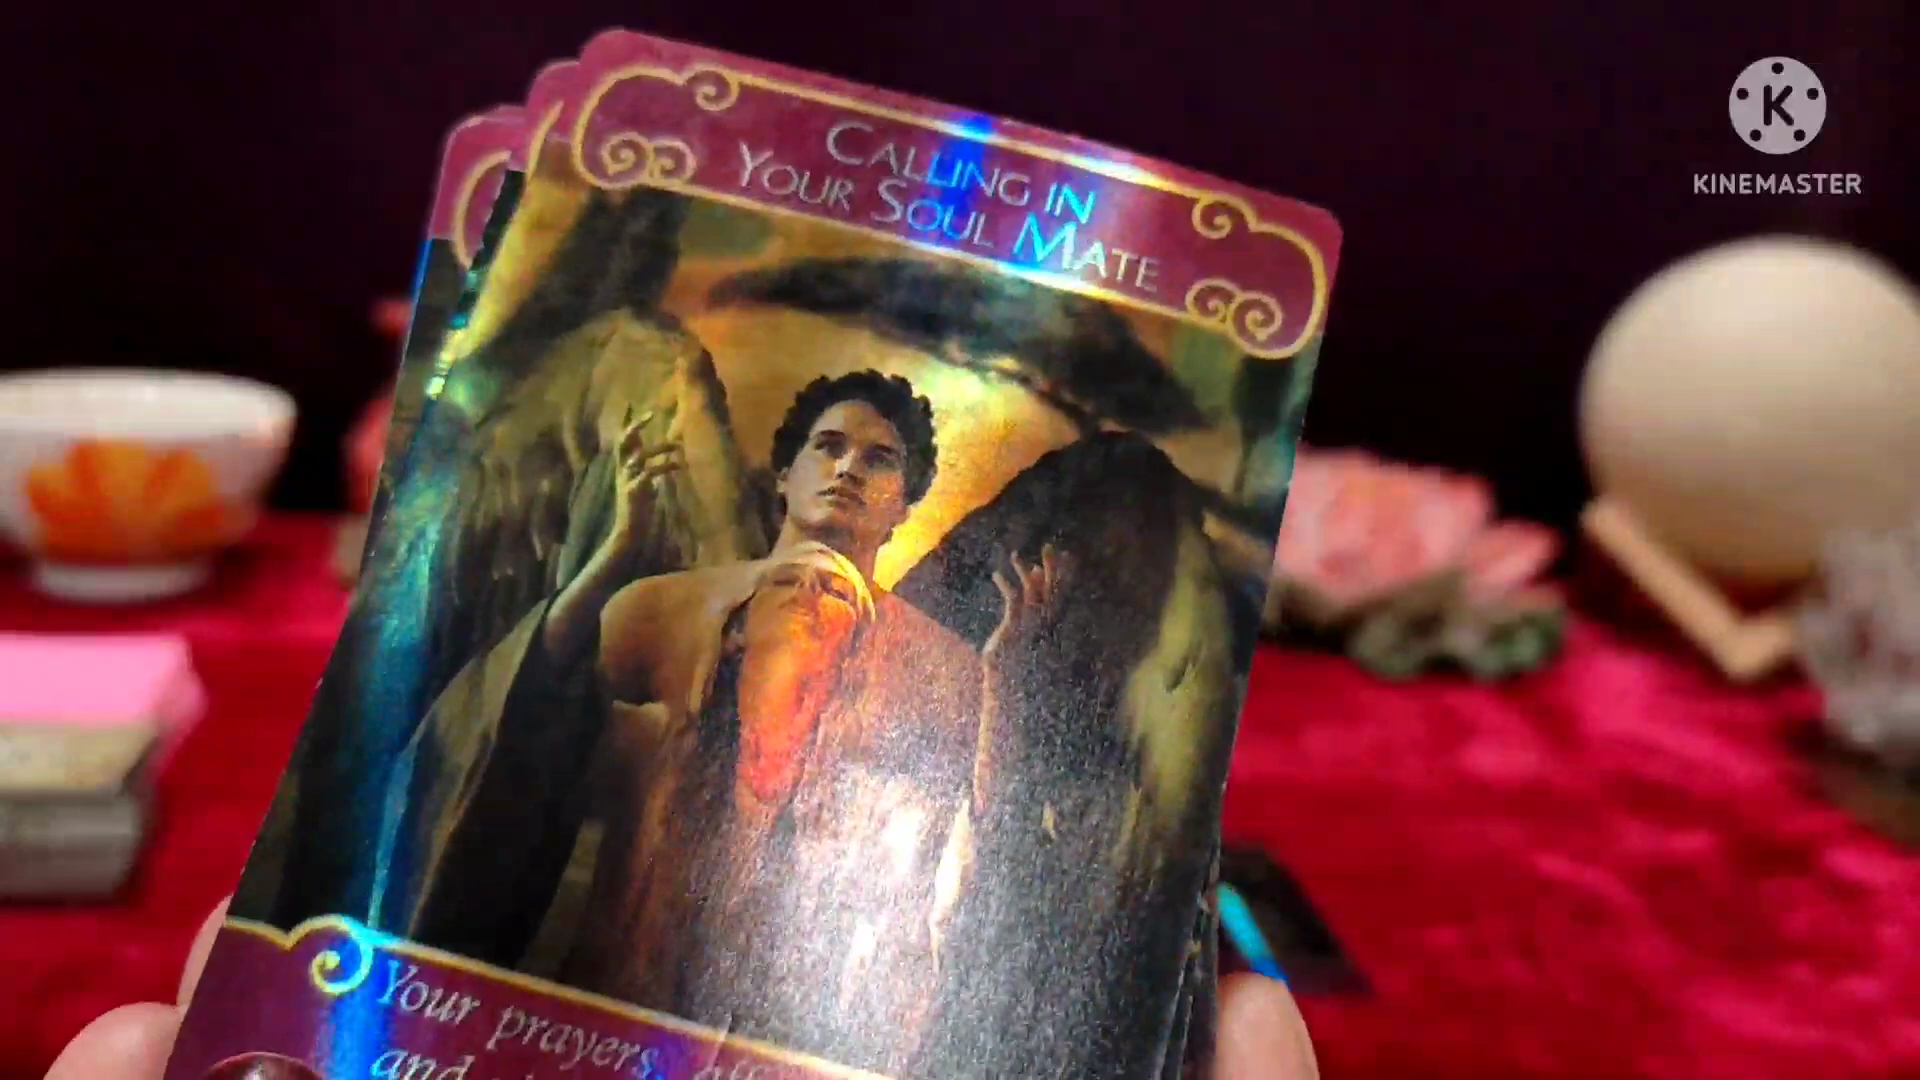 CALLING IN
YOUR SOUL MATE
K
KINEMASTER
Your prayers,
and